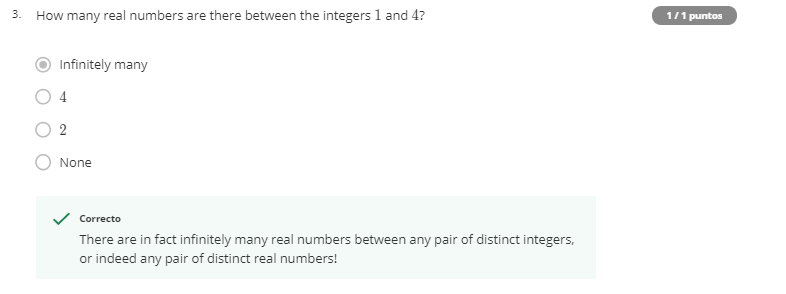 3. How many real numbers are there between the integers 1 and 4?
1 / 1 puntos
Infinitely many
4
2
None
Correcto
There are in fact infinitely many real numbers between any pair of distinct integers,
or indeed any pair of distinct real numbers!